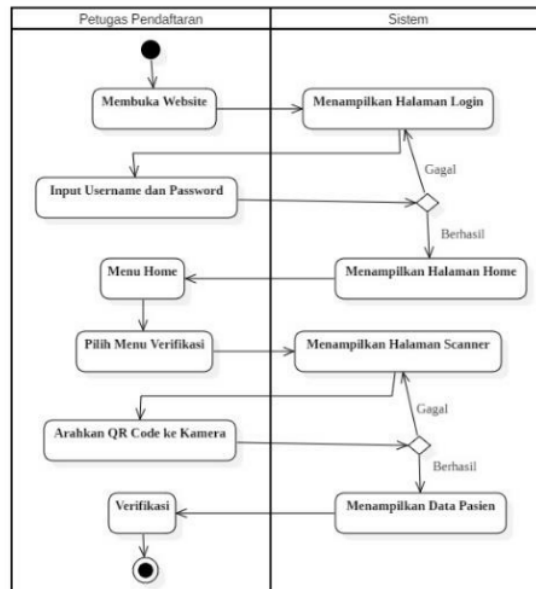 Petugas Pendaftaran
Sistem
Membuka Website
Menampilkan Halaman Login
Gagal
Input Username dan Password
Berhasil
Menu Home
Menampilkan Halaman Home
Pilih Menu Verifikasi
Menampilkan Halaman Scanner
Gagal
Arahkan QR Code ke Kamera
Berhasil
Verifikasi
Menampilkan Data Pasien